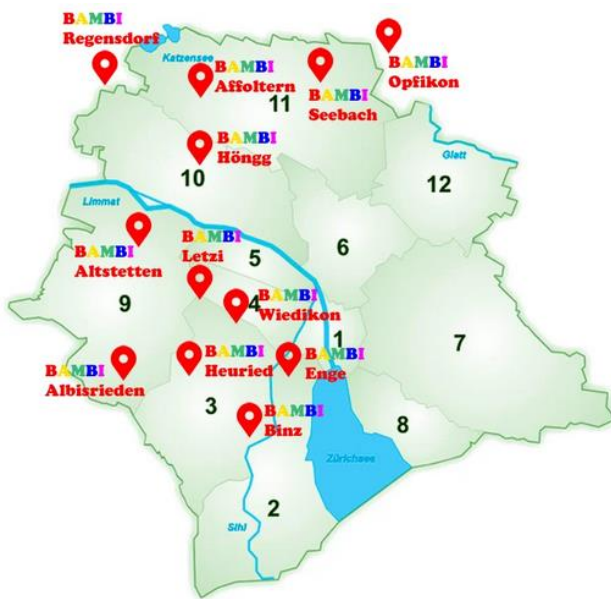 BAMBI
Regensdorf
Katzensee
BAMBI
Affoltern
11
BAMBI
Seebach
BAMBI
Opfikon
BAMBI
Höngg
10
Glatt
12
Limmat
BAMBI
Altstetten
BAMBI
Letzi
5
6
9
4
BAMBI
Wiedikon
1
7
BAMBI
Albisrieden
BAMBI
Heuried
BAMBI
Enge
3
BAMBI
Binz
8
Zürichsee
2
Sihl